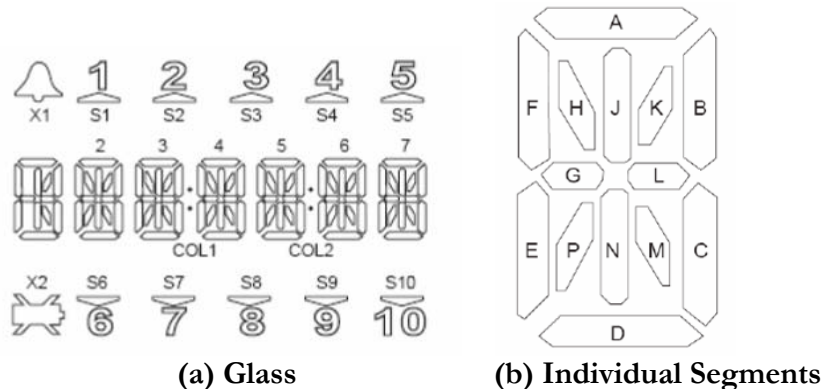 1 2 3 4 5
X1 S1 S2 S3 S4 S5
2 3 4 5 6 7
COL1 COL2
X2 S6 S7 S8 S9 S10
6 7 8 9 10
(a) Glass
A
F H J K B
G L
E P N M C
D
(b) Individual Segments